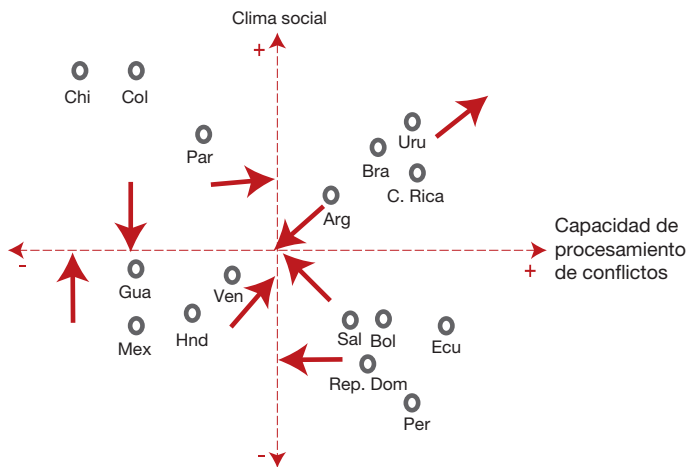 Clima social
+
Chi
Col
Par
Uru
Bra
C. Rica
Arg
Capacidad de
procesamiento
de conflictos
-
+
Gua
Ven
Hnd
Mex
Sal
Bol
Ecu
Rep. Dom
Per
-